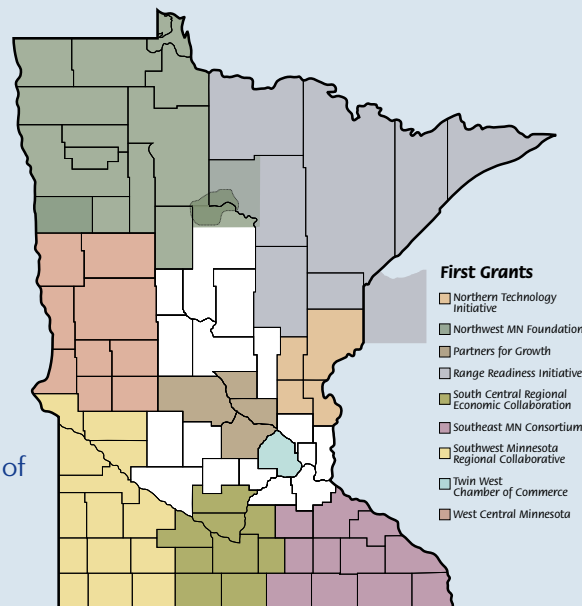 First Grants
Northern Technology
Initiative
Northwest MN Foundation
Partners for Growth
Range Readiness Initiative
South Central Regional
Economic Collaboration
Southeast MN Consortium
Southwest Minnesota
Regional Collaborative
Twin West
Chamber of Commerce
West Central Minnesota
of